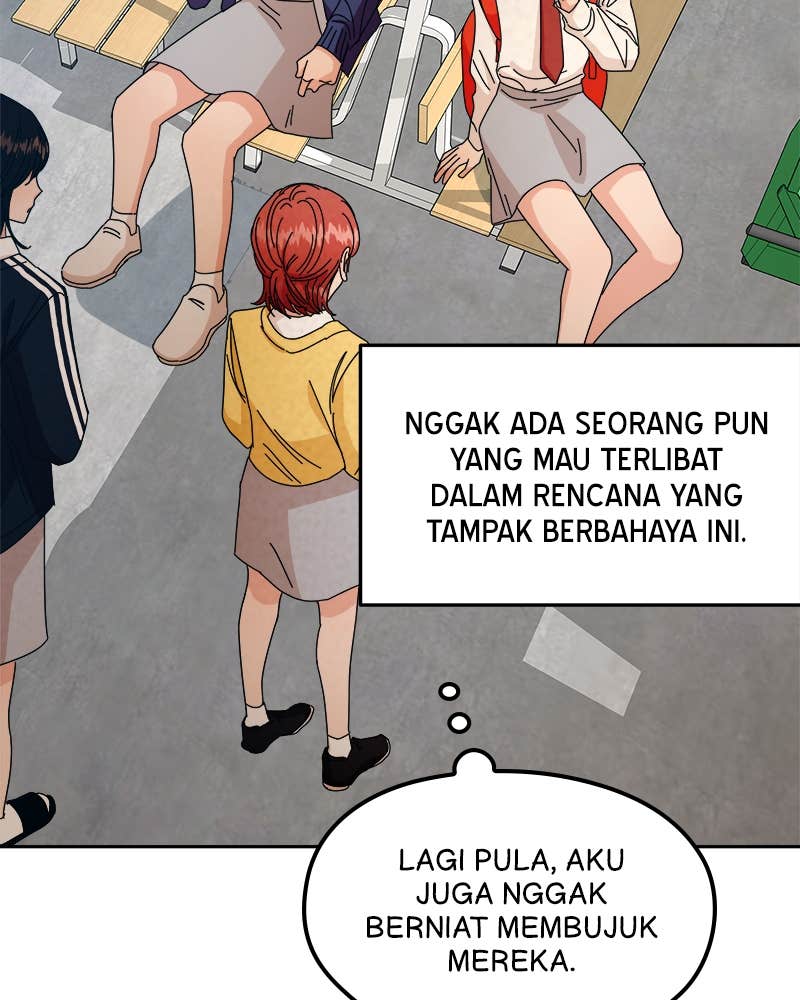 NGGAK ADA SEORANG PUN
YANG MAU TERLIBAT
DALAM RENCANA YANG
TAMPAK BERBAHAYA INI.
LAGI PULA, AKU
JUGA NGGAK
BERNIAT MEMBUJUK
MEREKA.